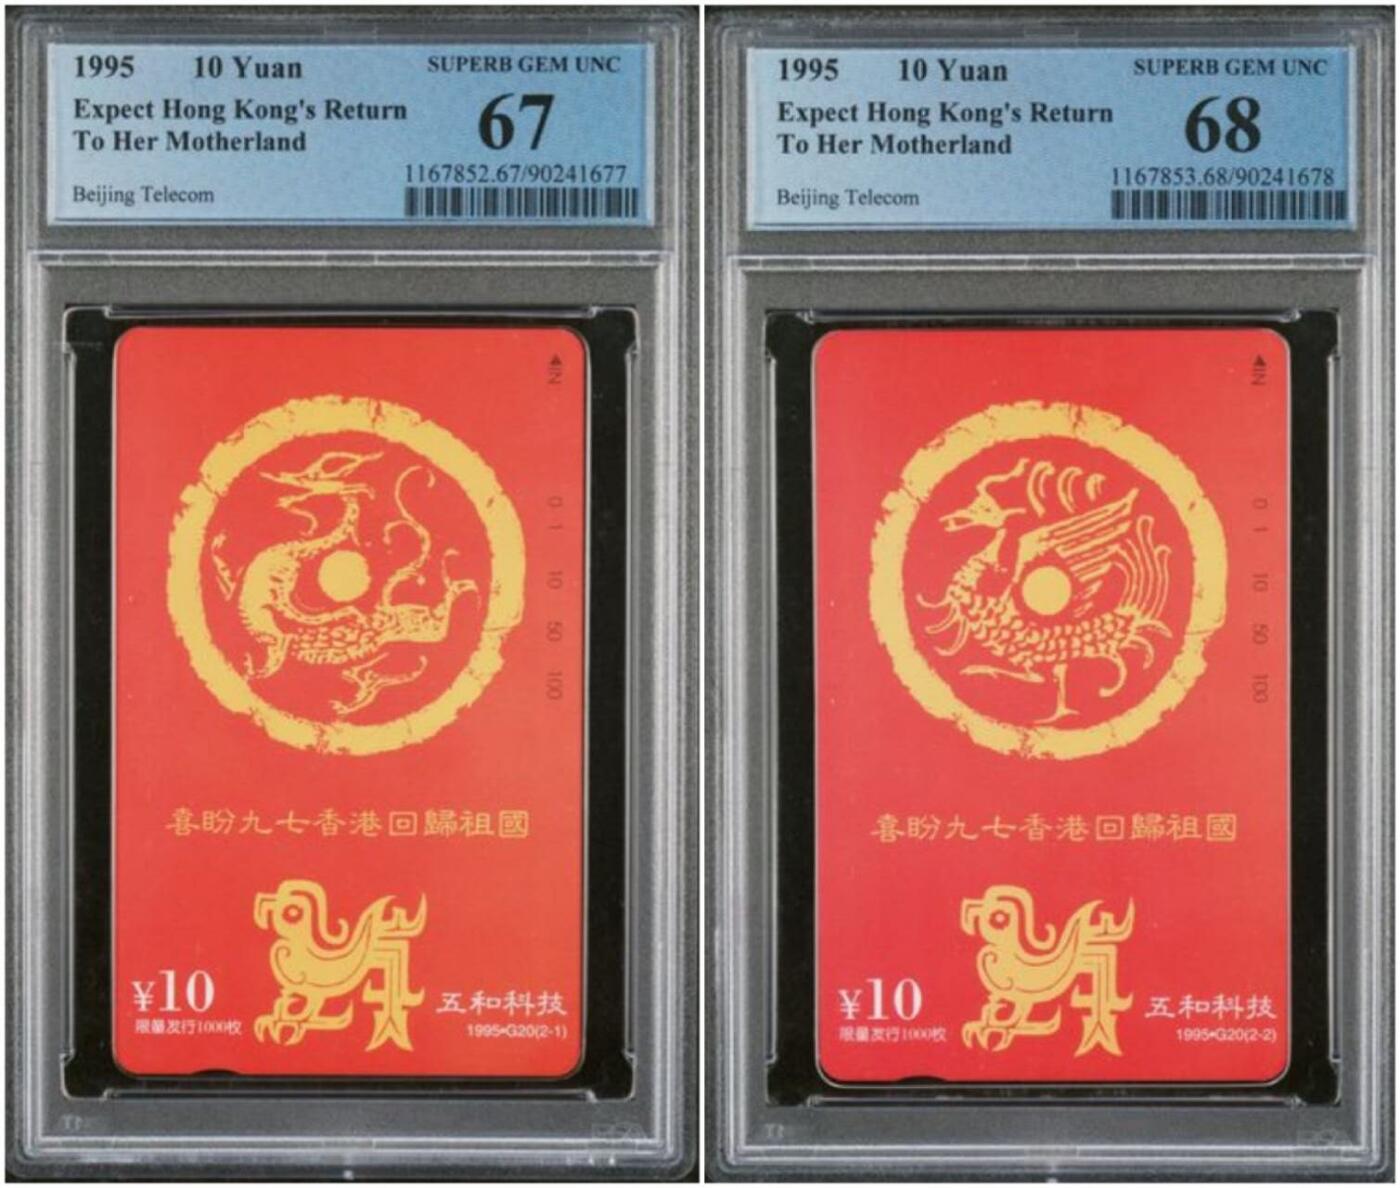 1995 10 Yuan SUPERB GEM UNC
Expect Hong Kong's Return
To Her Motherland
67
1167852.67/90241677
Beijing Telecom
◀IN
0 1 10 50 100
喜盼九七香港回歸祖國
¥10
限量发行1000枚
五和科技
1995•G20(2-1)
1995 10 Yuan SUPERB GEM UNC
Expect Hong Kong's Return
To Her Motherland
68
1167853.68/90241678
Beijing Telecom
◀IN
0 1 10 50 100
喜盼九七香港回歸祖國
¥10
限量发行1000枚
五和科技
1995•G20(2-2)